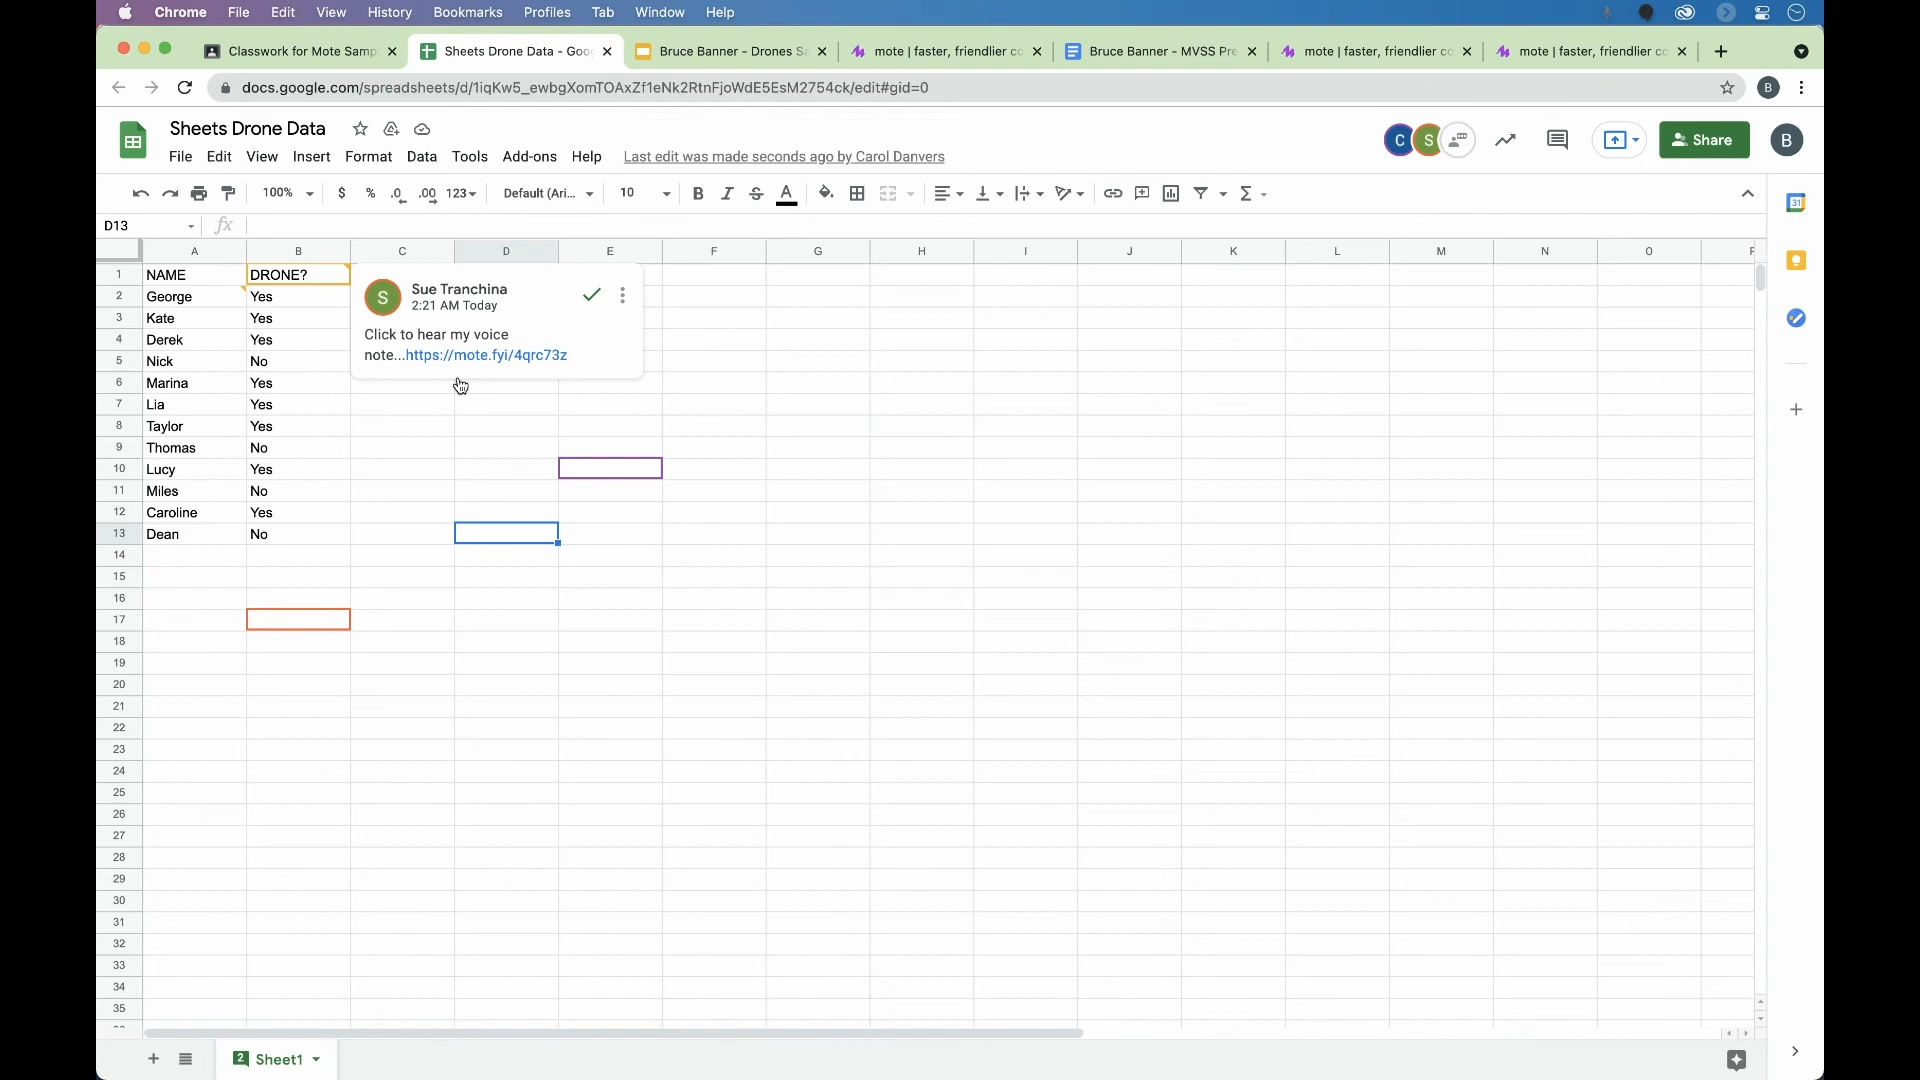 Chrome File Edit View History Bookmarks Profiles Tab Window Help
Classwork for Mote Samp
Sheets Drone Data - Goo
Bruce Banner - Drones Sa
mote | faster, friendlier co
Bruce Banner - MVSS Pre
mote | faster, friendlier co
mote | faster, friendlier co
docs.google.com/spreadsheets/d/1iqKw5_ewbgXomTOAxZf1eNk2RtnFjoWdE5EsM2754ck/edit#gid=0
B
Sheets Drone Data
File Edit View Insert Format Data Tools Add-ons Help Last edit was made seconds ago by Carol Danvers
C S Share B
100% $ % .0 .00 123 Default (Ari... 10 B I S A
31
D13 fx
A B C D E F G H I J K L M N O
1 NAME DRONE?
2 George Yes
3 Kate Yes
4 Derek Yes
5 Nick No
6 Marina Yes
7 Lia Yes
8 Taylor Yes
9 Thomas No
10 Lucy Yes
11 Miles No
12 Caroline Yes
13 Dean No
S Sue Tranchina
2:21 AM Today
Click to hear my voice
note...https://mote.fyi/4qrc73z
14
15
16
17
18
19
20
21
22
23
24
25
26
27
28
29
30
31
32
33
34
35
2 Sheet1